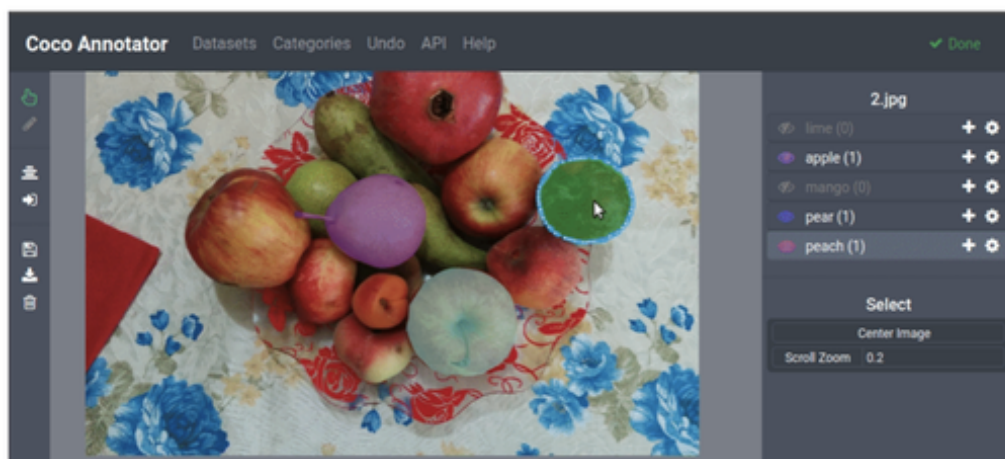 Coco Annotator Datasets Categories Undo API Help Done
2.jpg
lime (0)
apple (1)
mango (0)
pear (1)
peach (1)
Select
Center Image
Scroll Zoom 0.2